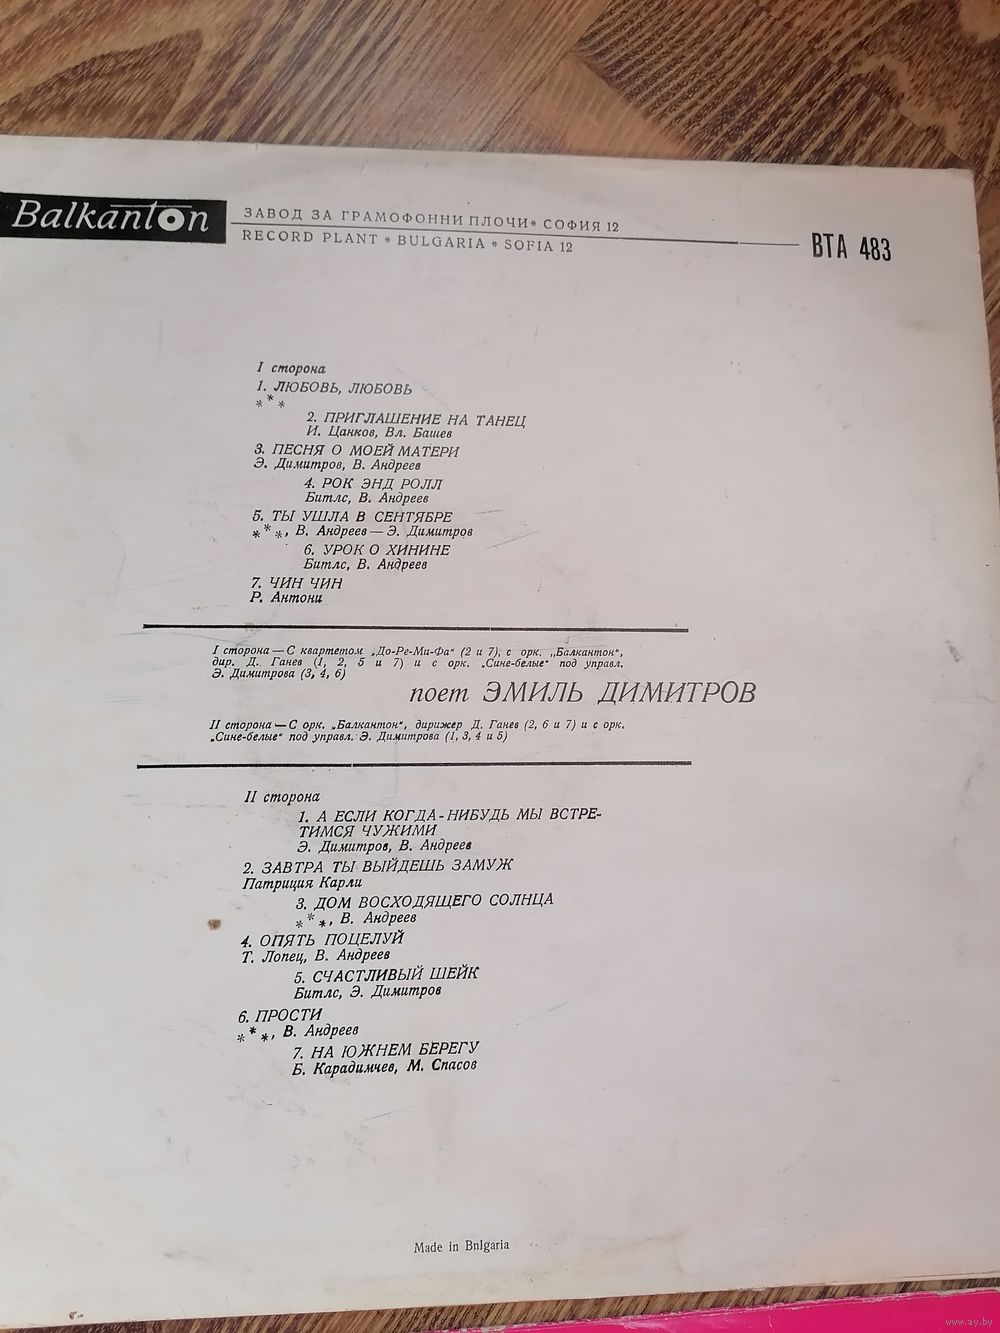 Balkanton
ЗАВОД ЗА ГРАМОФОННИ ПЛОЧИ * СОФИЯ 12
RECORD PLANT * BULGARIA * SOFIA 12
ВТА 483
I сторона
1. ЛЮБОВЬ, ЛЮБОВЬ
* * *
2. ПРИГЛАШЕНИЕ НА ТАНЕЦ
И. Цанков, Вл. Башев
3. ПЕСНЯ О МОЕЙ МАТЕРИ
Э. Димитров, В. Андреев
4. РОК ЭНД РОЛЛ
Битлс, В. Андреев
5. ТЫ УШЛА В СЕНТЯБРЕ
* * *, В. Андреев — Э. Димитров
6. УРОК О ХИНИНЕ
Битлс, В. Андреев
7. ЧИН ЧИН
Р. Антони
I сторона — С квартетом „До-Ре-Ми-Фа“ (2 и 7), с орк. „Балкантон“,
дир. Д. Ганев (1, 2, 5 и 7) и с орк. „Сине-белые“ под управл.
Э. Димитрова (3, 4, 6)
поет ЭМИЛЬ ДИМИТРОВ
II сторона — С орк. „Балкантон“, дирижер Д. Ганев (2, 6 и 7) и с орк.
„Сине-белые“ под управл. Э. Димитрова (1, 3, 4 и 5)
II сторона
1. А ЕСЛИ КОГДА-НИБУДЬ МЫ ВСТРЕ-
ТИМСЯ ЧУЖИМИ
Э. Димитров, В. Андреев
2. ЗАВТРА ТЫ ВЫЙДЕШЬ ЗАМУЖ
Патриция Карли
3. ДОМ ВОСХОДЯЩЕГО СОЛНЦА
* * *, В. Андреев
4. ОПЯТЬ ПОЦЕЛУЙ
Т. Лопец, В. Андреев
5. СЧАСТЛИВЫЙ ШЕЙК
Битлс, Э. Димитров
6. ПРОСТИ
* * *, В. Андреев
7. НА ЮЖНЕМ БЕРЕГУ
Б. Карадимчев, М. Спасов
Made in Bnlgaria
www.ay.by